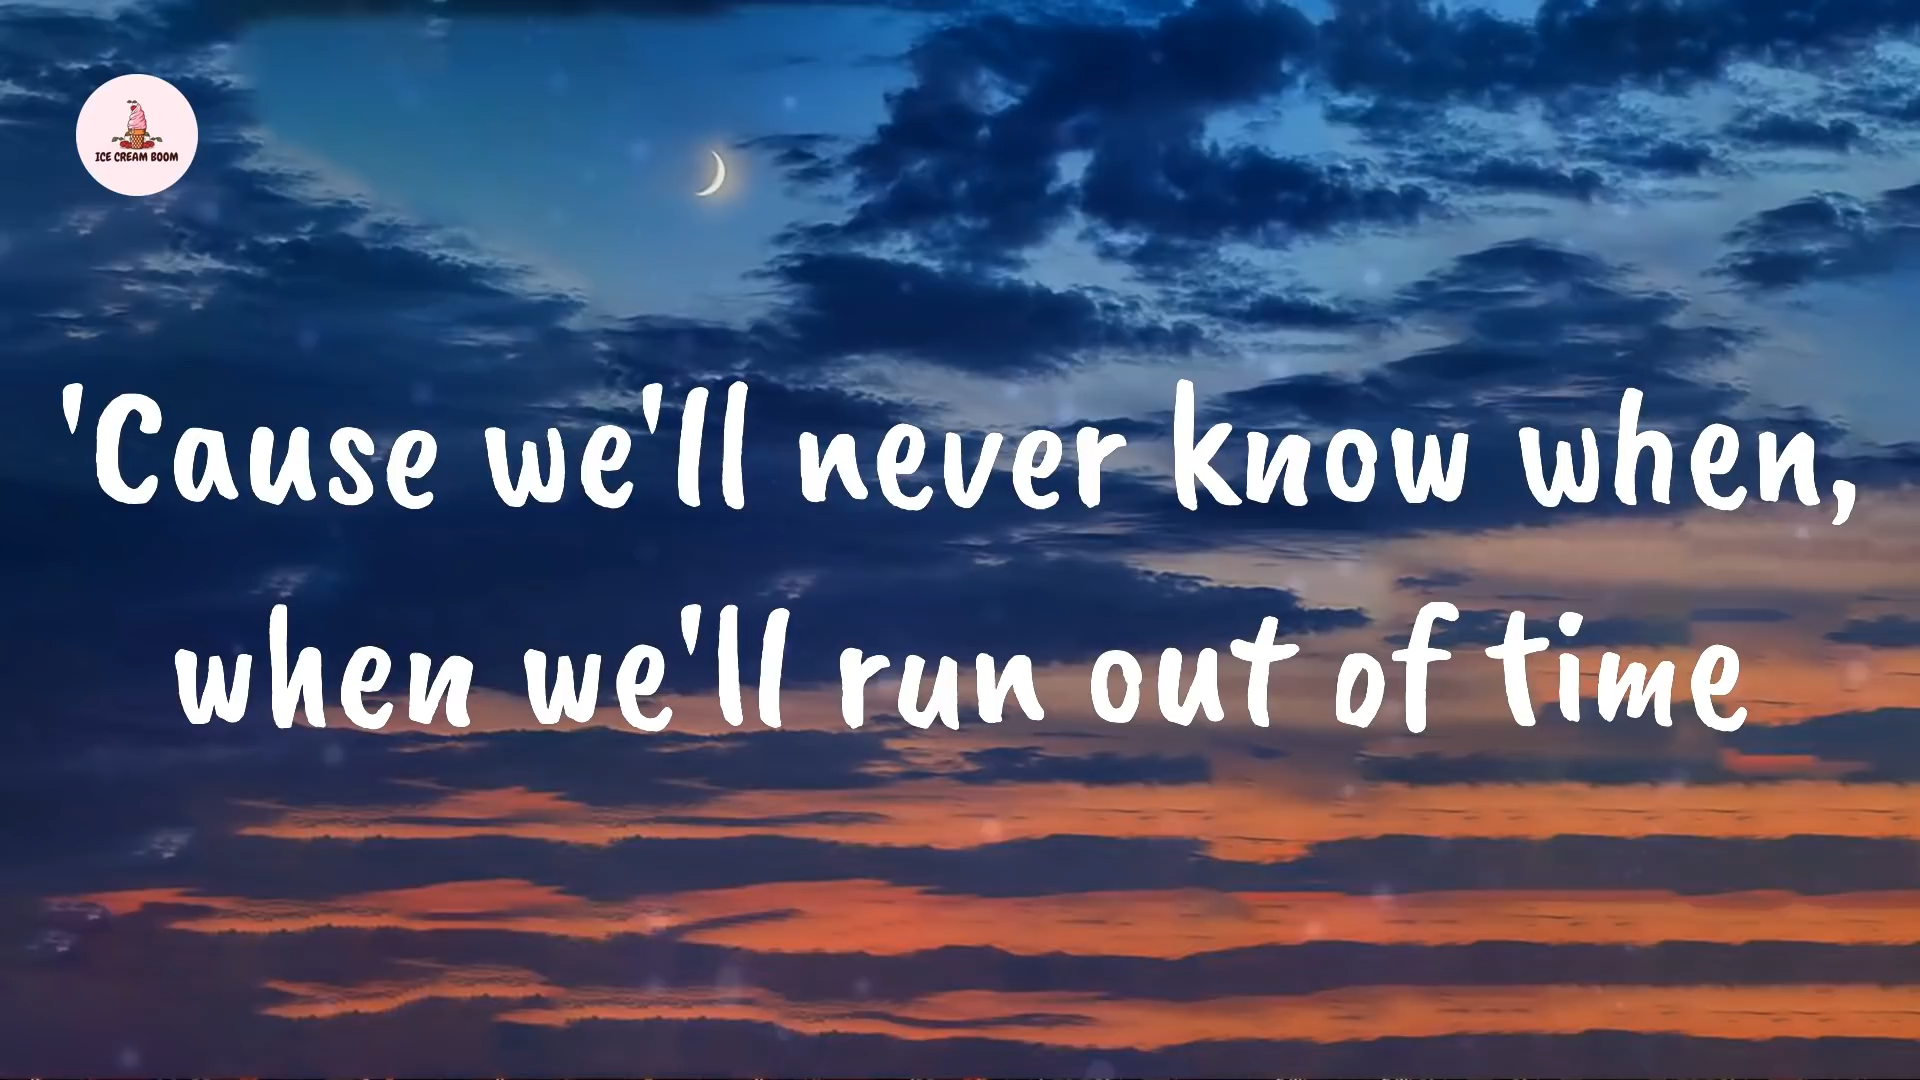 ICE CREAM BOOM
'Cause we'll never know when,
when we'll run out of time